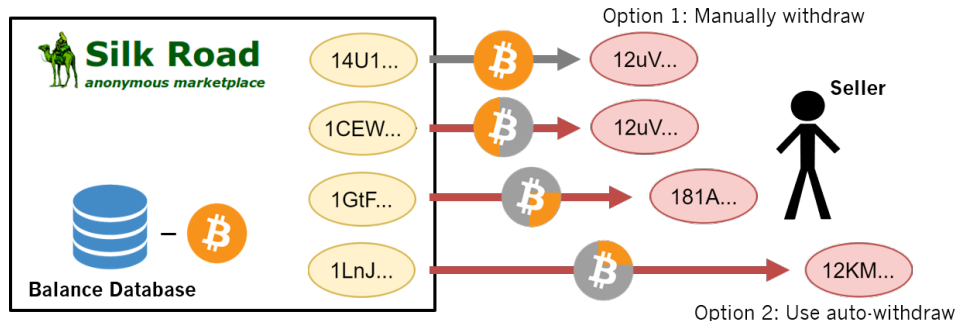 Option 1: Manually withdraw
Silk Road
anonymous marketplace
14U1...
12uV...
Seller
1CEW...
12uV...
1GtF...
181A...
1LnJ...
12KM...
Balance Database
Option 2: Use auto-withdraw